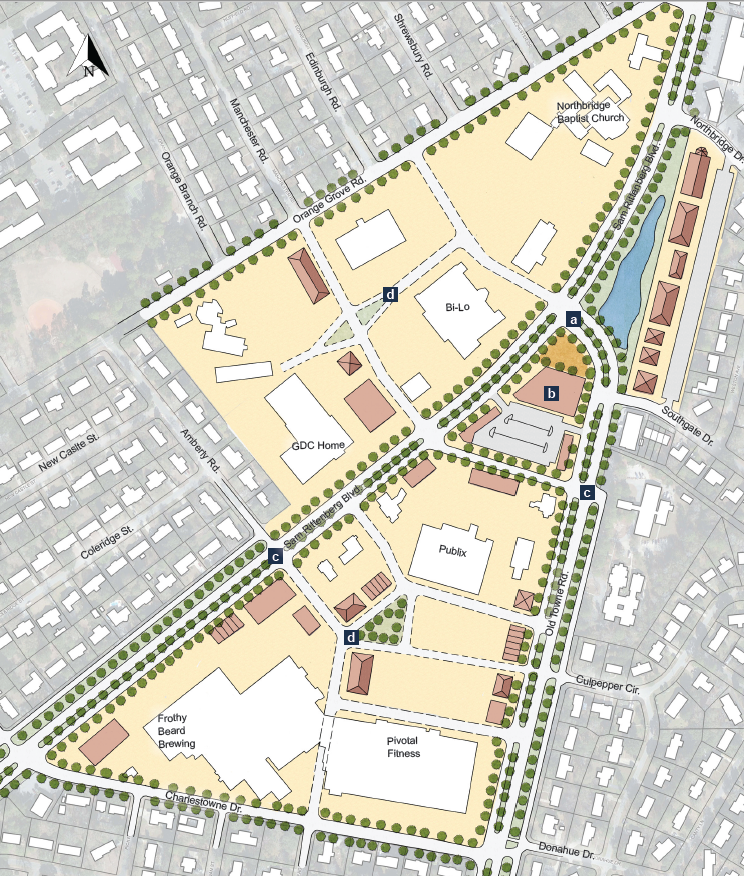 Shrewsbury Rd.
Edinburgh Rd.
N
Manchester Rd.
Northbridge
Baptist Church
Northbridge Dr.
Orange Branch Rd.
Orange Grove Rd.
Sam Rittenberg Blvd.
d
Bi-Lo
a
b
Southgate Dr.
GDC Home
New Caslte St.
Amberly Rd.
c
Sam Rittenberg Blvd.
Coleridge St.
c
Publix
Old Towne Rd.
d
Culpepper Cir.
Frothy
Beard
Brewing
Pivotal
Fitness
Charlestowne Dr.
Donahue Dr.